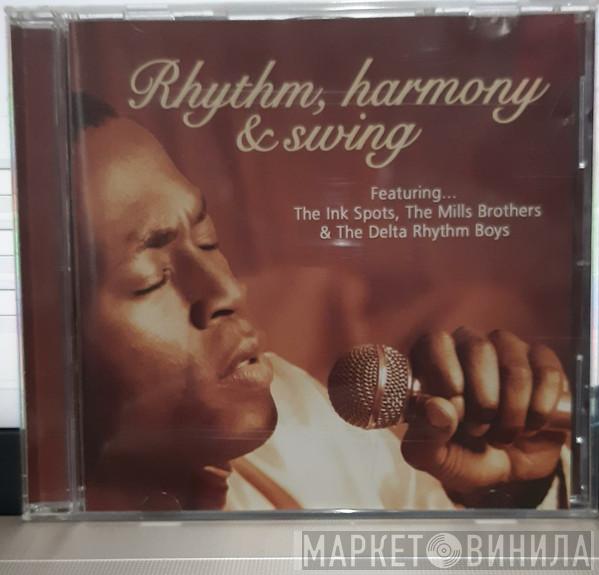 Rhythm, harmony
& swing
Featuring...
The Ink Spots, The Mills Brothers
& The Delta Rhythm Boys
МАРКЕТ ВИНИЛА